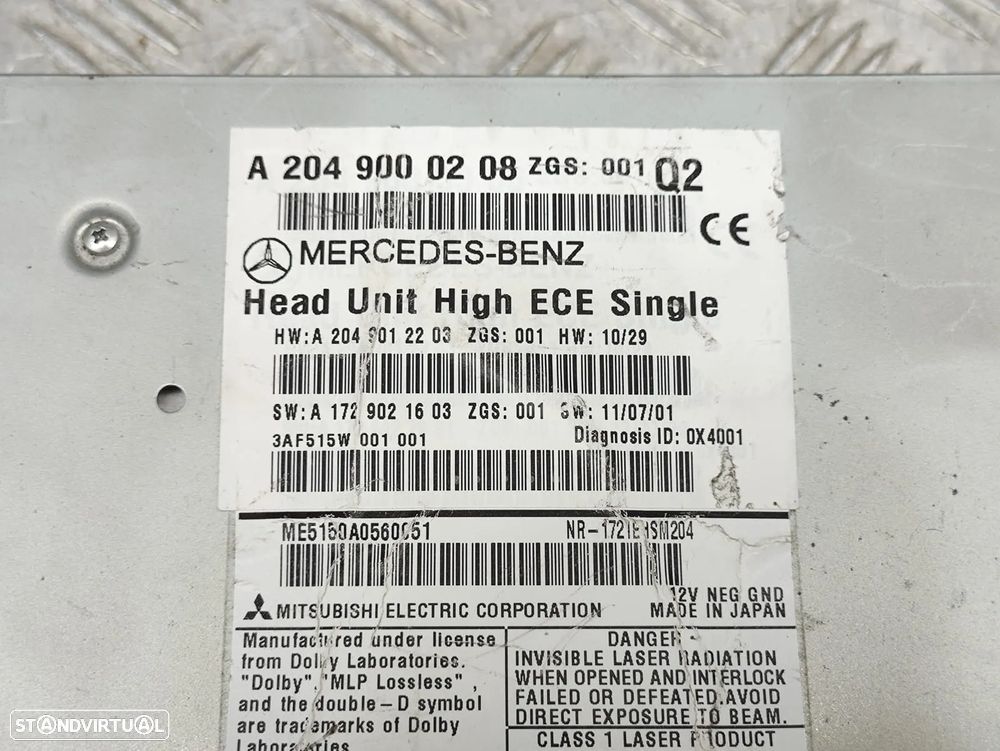 A 204 900 02 08 ZGS: 001 Q2
CE
MERCEDES-BENZ
Head Unit High ECE Single
HW:A 204 901 22 03 ZGS: 001 HW: 10/29
SW:A 172 902 16 03 ZGS: 001 SW: 11/07/01
3AF515W 001 001 Diagnosis ID: 0X4001
12V NEG GND
MITSUBISHI ELECTRIC CORPORATION MADE IN JAPAN
Manufactured under license
from Dolby Laboratories.
"Dolby", "MLP Lossless",
and the double-D symbol
are trademarks of Dolby
Laboratories.
DANGER -
INVISIBLE LASER RADIATION
WHEN OPENED AND INTERLOCK
FAILED OR DEFEATED.AVOID
DIRECT EXPOSURE TO BEAM.
CLASS 1 LASER PRODUCT
STANDVIRTUAL